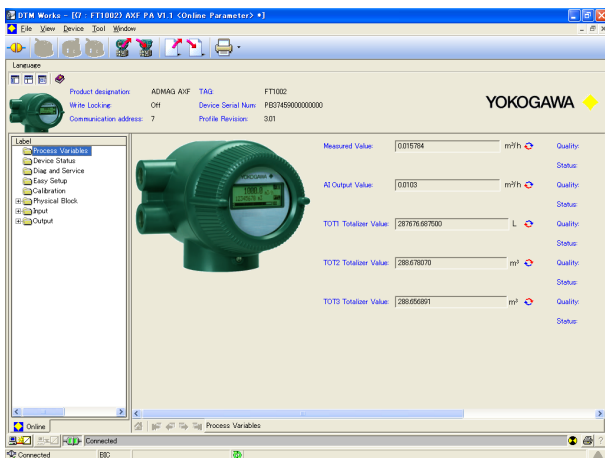 DTM Works - [(7 : FT1002) AXF PA V1.1 <Online Parameter> *]
File View Device Tool Window
Language
Product designation: ADMAG AXF TAG: FT1002
Write Locking: Off Device Serial Num: PB37459000000000
Communication address: 7 Profile Revision: 3.01
YOKOGAWA
Label
Process Variables
Device Status
Diag and Service
Easy Setup
Calibration
Physical Block
Input
Output
YOKOGAWA
Measured Value: 0.015784 m³/h Quality:
Status:
AI Output Value: 0.0103 m³/h Quality:
Status:
TOT1 Totalizer Value: 287676.687500 L Quality:
Status:
TOT2 Totalizer Value: 288.678070 m³ Quality:
Status:
TOT3 Totalizer Value: 288.656891 m³ Quality:
Status:
Online
Process Variables
Connected
Connected